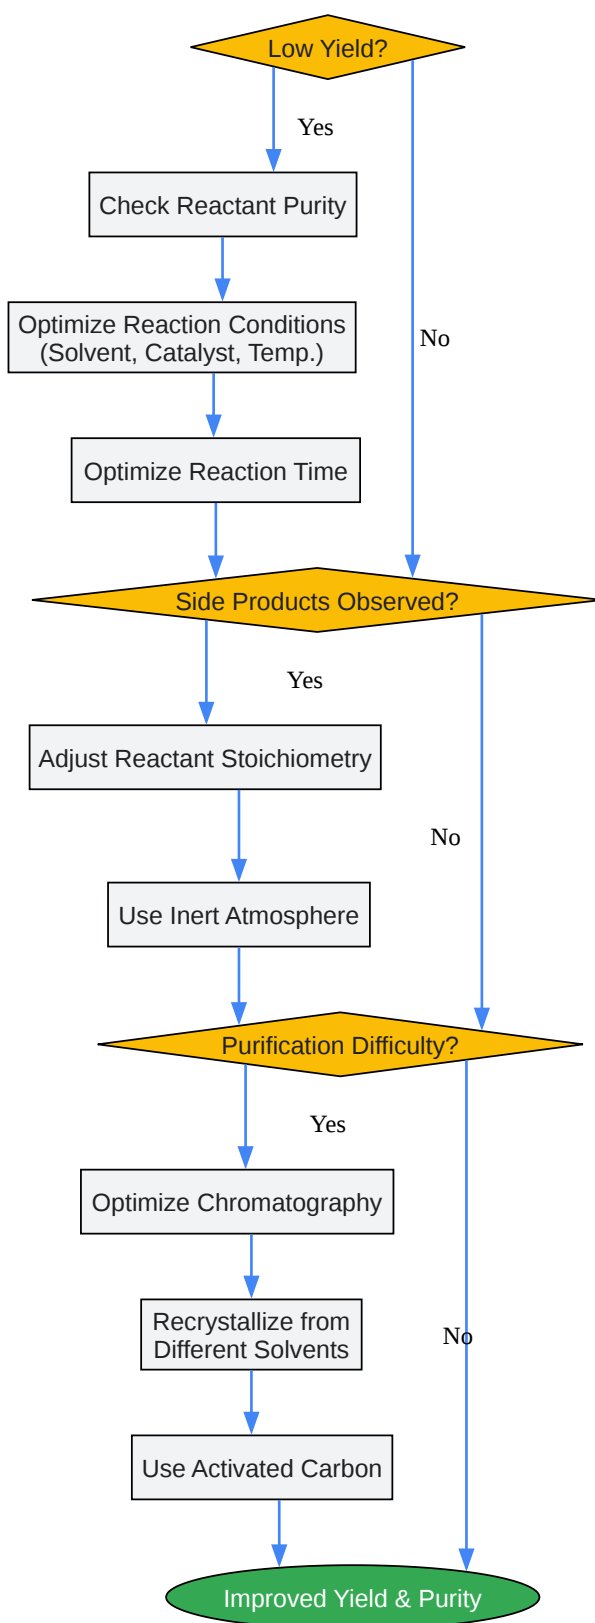 Low Yield?
Yes
Check Reactant Purity
Optimize Reaction Conditions
(Solvent, Catalyst, Temp.)
No
Optimize Reaction Time
Side Products Observed?
Yes
Adjust Reactant Stoichiometry
No
Use Inert Atmosphere
Purification Difficulty?
Yes
Optimize Chromatography
Recrystallize from
Different Solvents
No
Use Activated Carbon
Improved Yield & Purity